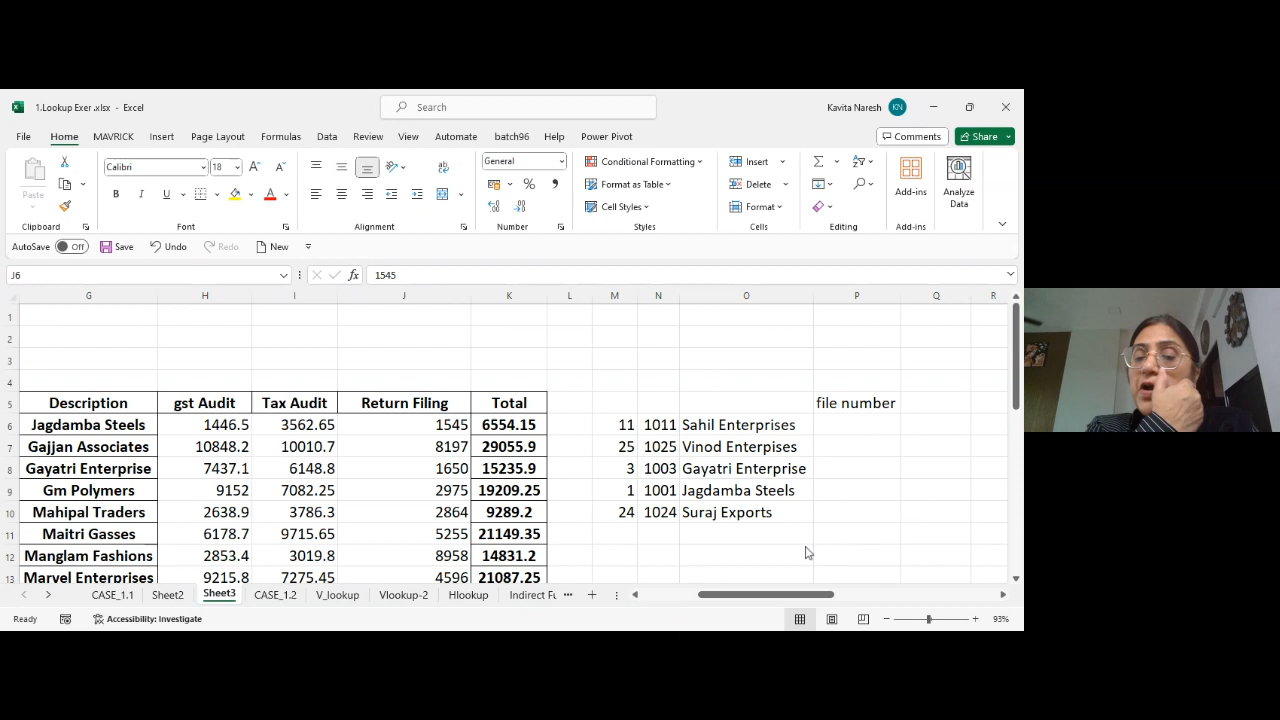 1.Lookup Exer .xlsx - Excel
Search
Kavita Naresh KN
File Home MAVRICK Insert Page Layout Formulas Data Review View Automate batch96 Help Power Pivot Comments Share
Paste
Clipboard
Calibri 18
B I U
Font
Alignment
General
Number
Conditional Formatting
Format as Table
Cell Styles
Styles
Insert
Delete
Format
Cells
Editing
Add-ins
Add-ins
Analyze
Data
AutoSave Off Save Undo Redo New
J6 fx 1545
G H I J K L M N O P Q R
1
2
3
4
5 Description gst Audit Tax Audit Return Filing Total file number
6 Jagdamba Steels 1446.5 3562.65 1545 6554.15 11 1011 Sahil Enterprises
7 Gajjan Associates 10848.2 10010.7 8197 29055.9 25 1025 Vinod Enterpises
8 Gayatri Enterprise 7437.1 6148.8 1650 15235.9 3 1003 Gayatri Enterprise
9 Gm Polymers 9152 7082.25 2975 19209.25 1 1001 Jagdamba Steels
10 Mahipal Traders 2638.9 3786.3 2864 9289.2 24 1024 Suraj Exports
11 Maitri Gasses 6178.7 9715.65 5255 21149.35
12 Manglam Fashions 2853.4 3019.8 8958 14831.2
13 Marvel Enterprises 9215.8 7275.45 4596 21087.25
CASE_1.1 Sheet2 Sheet3 CASE_1.2 V_lookup Vlookup-2 Hlookup Indirect Fu ...
Ready Accessibility: Investigate 93%